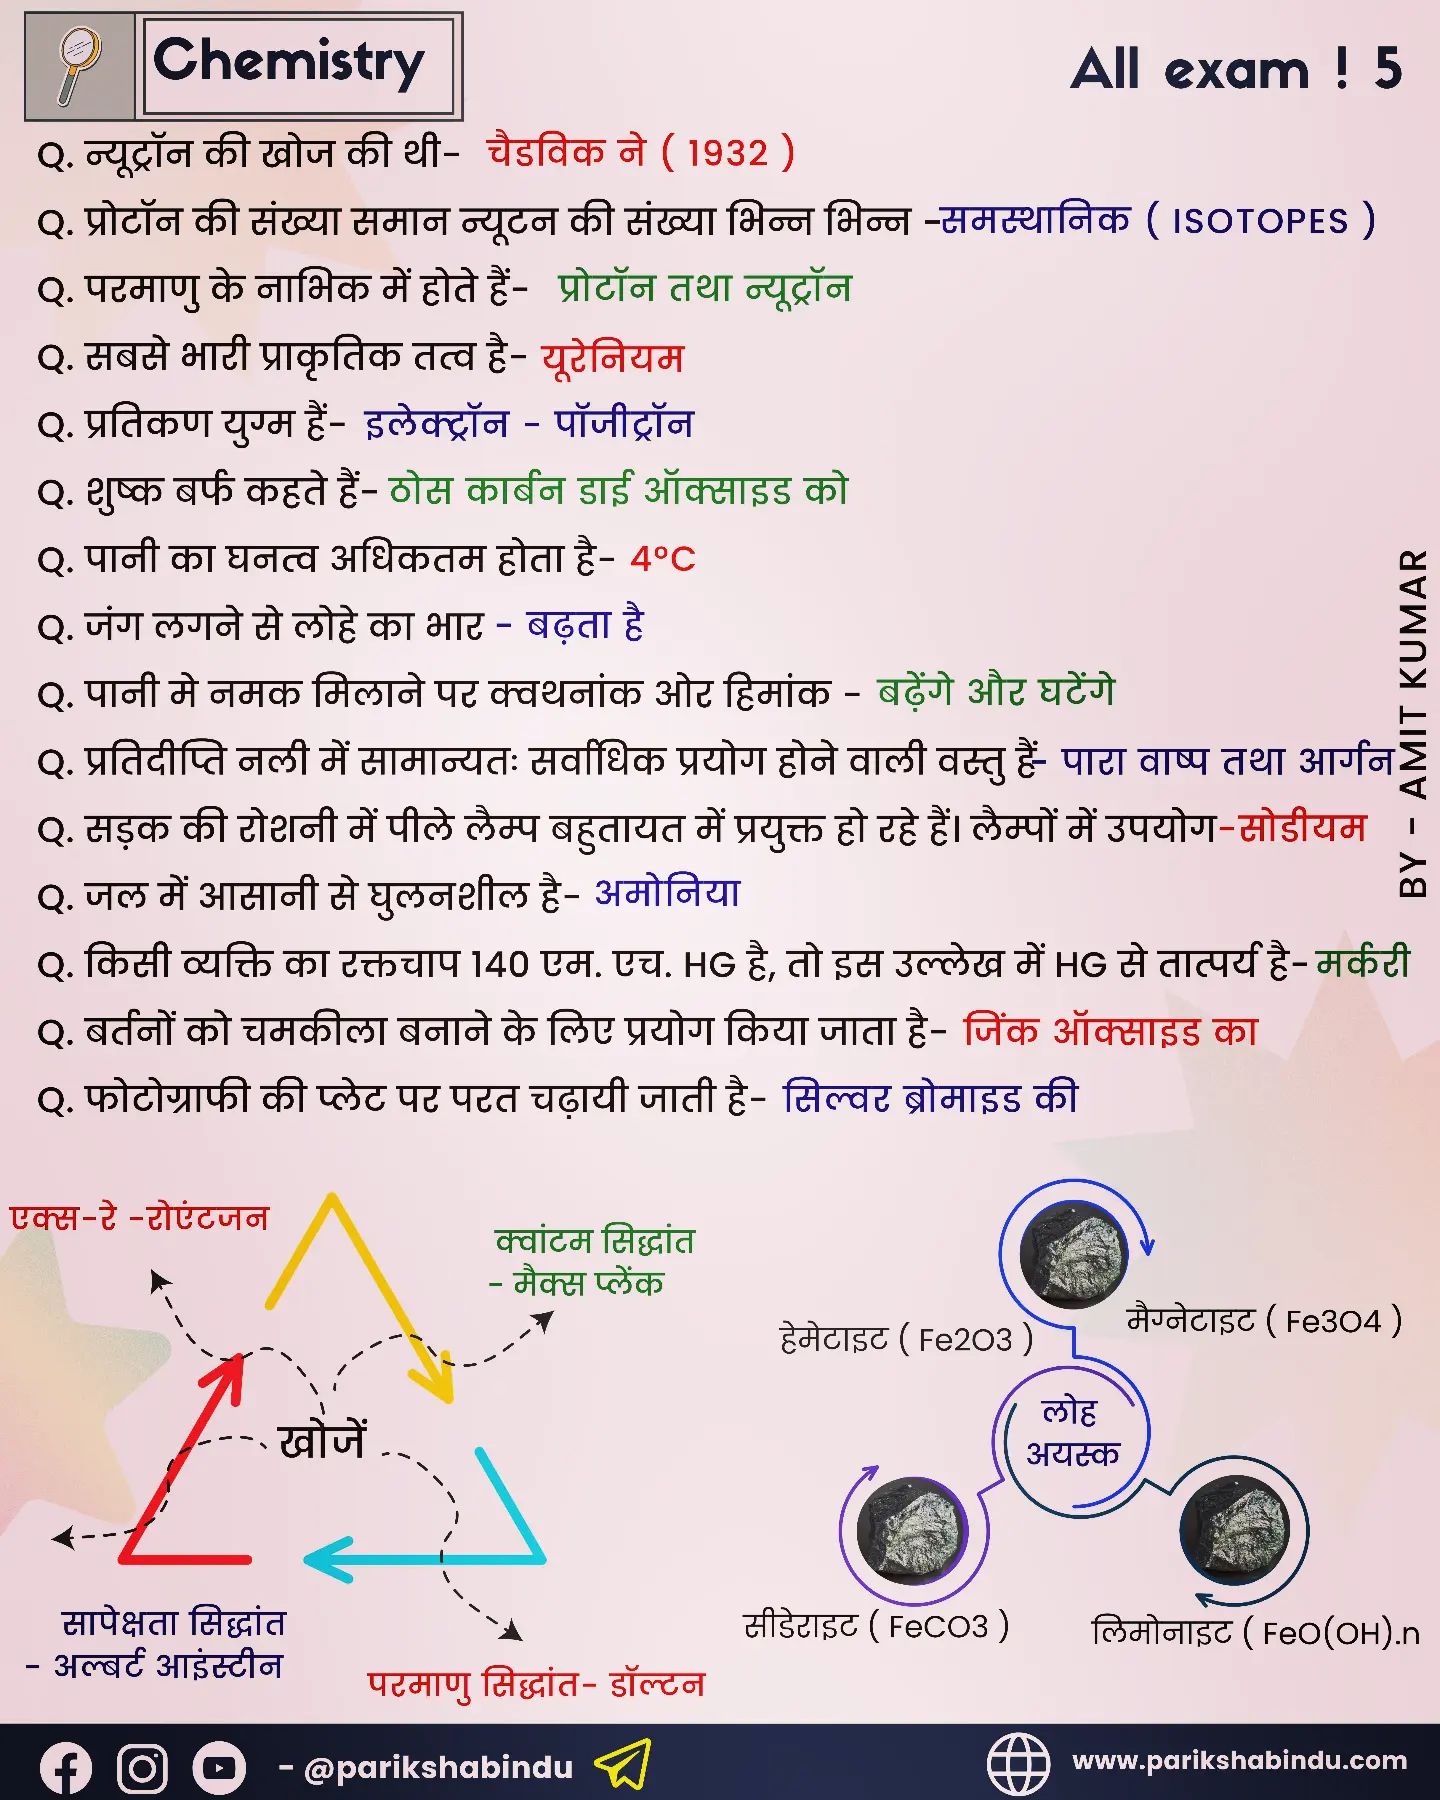 Chemistry
All exam ! 5
Q. न्यूट्रॉन की खोज की थी- चैडविक ने ( 1932 )
Q. प्रोटॉन की संख्या समान न्यूटन की संख्या भिन्न भिन्न -समस्थानिक ( ISOTOPES )
Q. परमाणु के नाभिक में होते हैं- प्रोटॉन तथा न्यूट्रॉन
Q. सबसे भारी प्राकृतिक तत्व है- यूरेनियम
Q. प्रतिकण युग्म हैं- इलेक्ट्रॉन - पॉजीट्रॉन
Q. शुष्क बर्फ कहते हैं- ठोस कार्बन डाई ऑक्साइड को
Q. पानी का घनत्व अधिकतम होता है- 4°C
Q. जंग लगने से लोहे का भार - बढ़ता है
Q. पानी मे नमक मिलाने पर क्वथनांक ओर हिमांक - बढ़ेंगे और घटेंगे
Q. प्रतिदीप्ति नली में सामान्यतः सर्वाधिक प्रयोग होने वाली वस्तु हैं- पारा वाष्प तथा आर्गन
Q. सड़क की रोशनी में पीले लैम्प बहुतायत में प्रयुक्त हो रहे हैं। लैम्पों में उपयोग-सोडीयम
Q. जल में आसानी से घुलनशील है- अमोनिया
Q. किसी व्यक्ति का रक्तचाप 140 एम. एच. HG है, तो इस उल्लेख में HG से तात्पर्य है- मर्करी
Q. बर्तनों को चमकीला बनाने के लिए प्रयोग किया जाता है- जिंक ऑक्साइड का
Q. फोटोग्राफी की प्लेट पर परत चढ़ायी जाती है- सिल्वर ब्रोमाइड की
BY - AMIT KUMAR
एक्स-रे -रोएंटजन
क्वांटम सिद्धांत
- मैक्स प्लेंक
खोजें
सापेक्षता सिद्धांत
- अल्बर्ट आइंस्टीन
परमाणु सिद्धांत- डॉल्टन
हेमेटाइट ( Fe2O3 )
मैग्नेटाइट ( Fe3O4 )
लोह
अयस्क
सीडेराइट ( FeCO3 )
लिमोनाइट ( FeO(OH).n
- @parikshabindu
www.parikshabindu.com